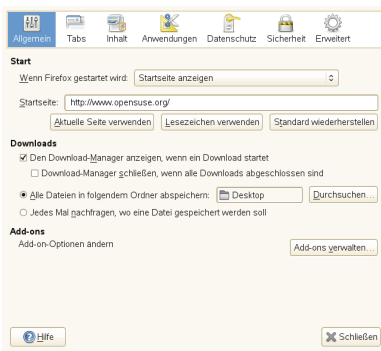 Allgemein Tabs Inhalt Anwendungen Datenschutz Sicherheit Erweitert
Start
Wenn Firefox gestartet wird: Startseite anzeigen
Startseite: http://www.opensuse.org/
Aktuelle Seite verwenden Lesezeichen verwenden Standard wiederherstellen
Downloads
Den Download-Manager anzeigen, wenn ein Download startet
Download-Manager schließen, wenn alle Downloads abgeschlossen sind
Alle Dateien in folgendem Ordner abspeichern: Desktop Durchsuchen...
Jedes Mal nachfragen, wo eine Datei gespeichert werden soll
Add-ons
Add-on-Optionen ändern Add-ons verwalten...
Hilfe Schließen